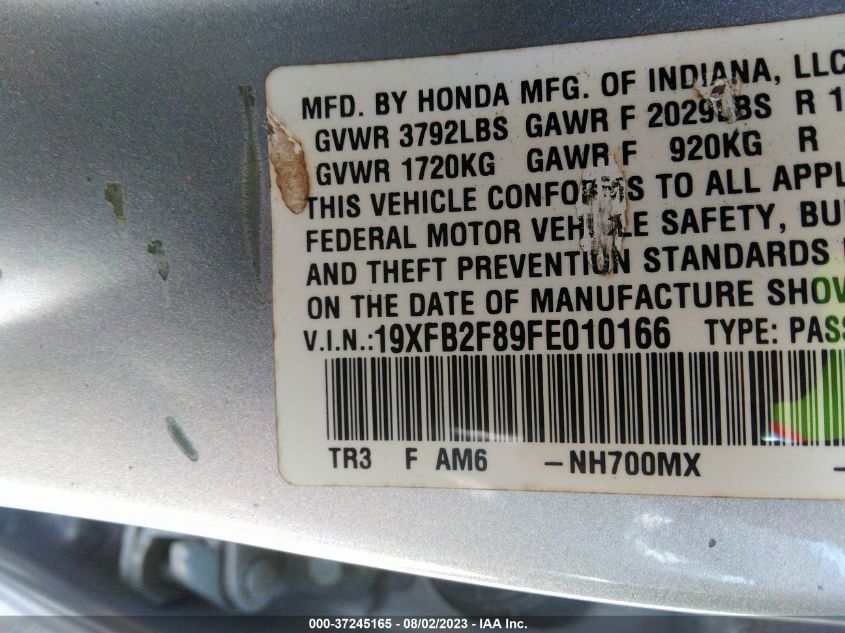 MFD. BY HONDA MFG. OF INDIANA, LLC
GVWR 3792LBS GAWR F 2029LBS R 1
GVWR 1720KG GAWR F 920KG R
THIS VEHICLE CONFORMS TO ALL APPL
FEDERAL MOTOR VEHICLE SAFETY, BU
AND THEFT PREVENTION STANDARDS
ON THE DATE OF MANUFACTURE SHOW
V.I.N.:19XFB2F89FE010166 TYPE: PASS
TR3 F AM6 -NH700MX -
000-37245165 - 08/02/2023 - IAA Inc.